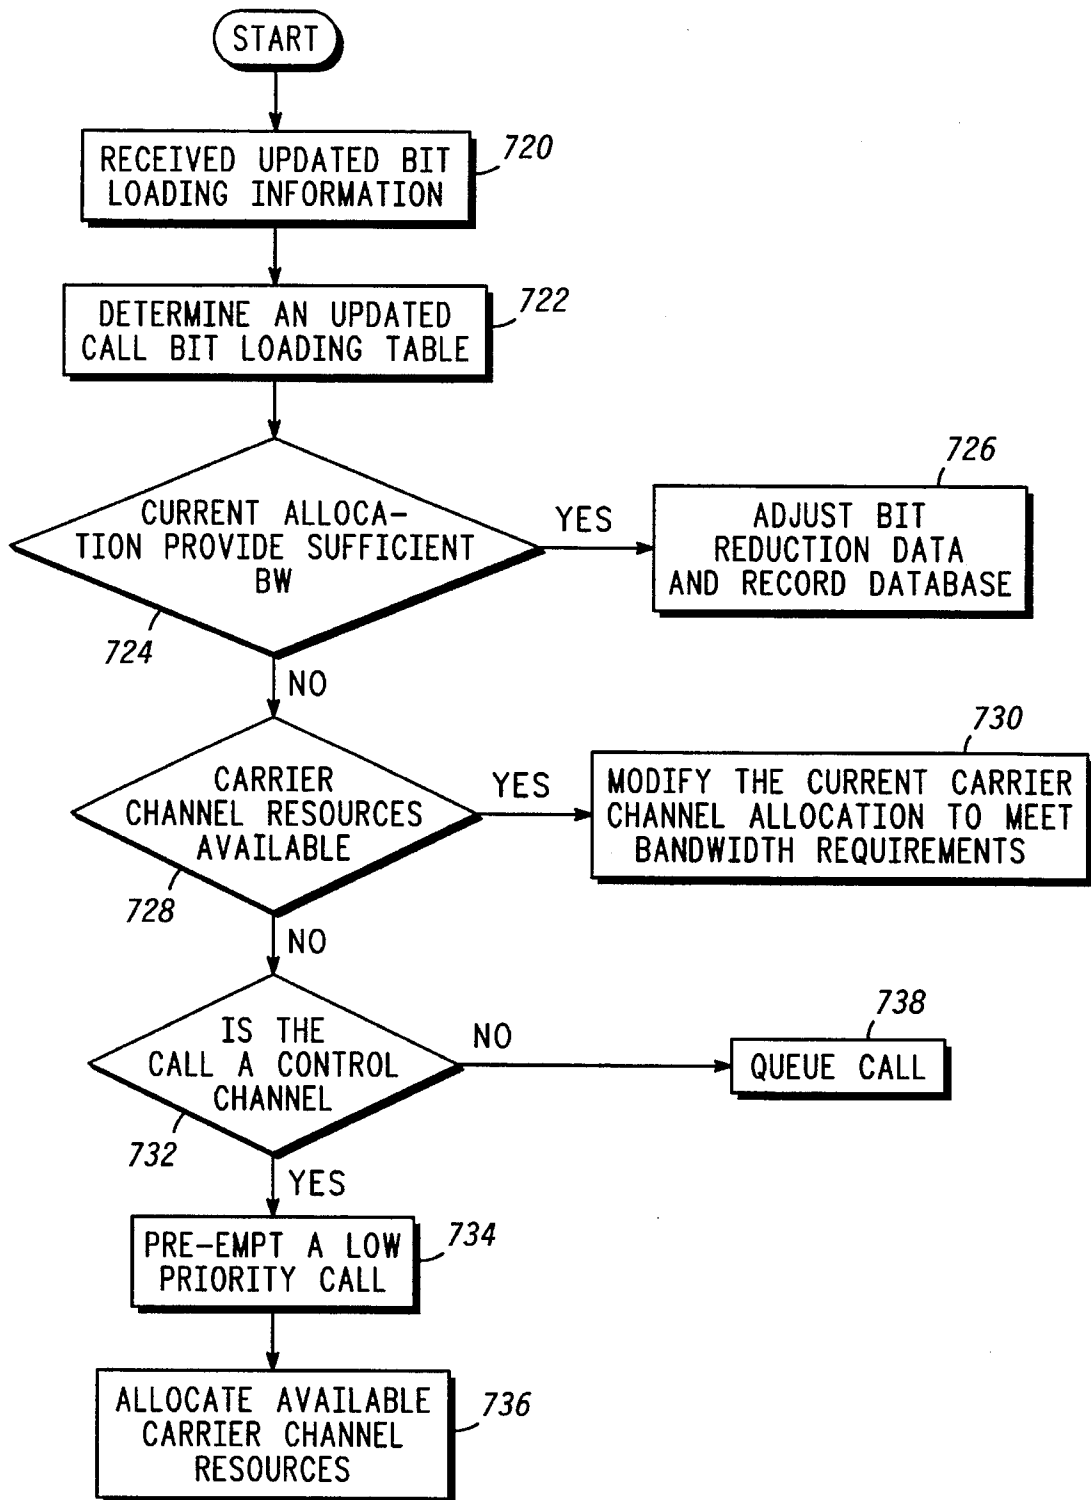 START
RECEIVED UPDATED BIT
LOADING INFORMATION
720
DETERMINE AN UPDATED
CALL BIT LOADING TABLE
722
CURRENT ALLOCA-
TION PROVIDE SUFFICIENT
BW
724
YES
726
ADJUST BIT
REDUCTION DATA
AND RECORD DATABASE
NO
CARRIER
CHANNEL RESOURCES
AVAILABLE
728
YES
730
MODIFY THE CURRENT CARRIER
CHANNEL ALLOCATION TO MEET
BANDWIDTH REQUIREMENTS
NO
IS THE
CALL A CONTROL
CHANNEL
732
NO
738
QUEUE CALL
YES
PRE-EMPT A LOW
PRIORITY CALL
734
ALLOCATE AVAILABLE
CARRIER CHANNEL
RESOURCES
736